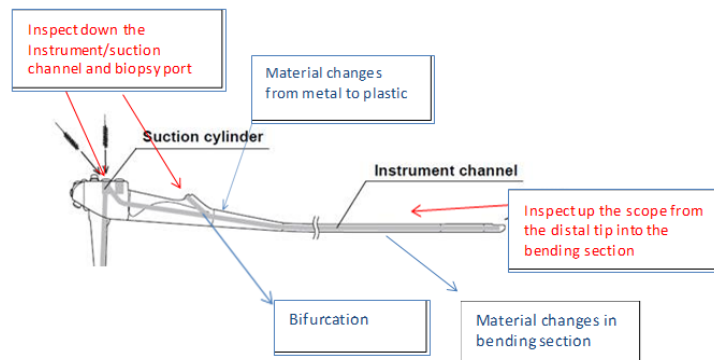 Inspect down the
Instrument/suction
channel and biopsy port
Material changes
from metal to plastic
Suction cylinder
Instrument channel
Inspect up the scope from
the distal tip into the
bending section
Bifurcation
Material changes in
bending section